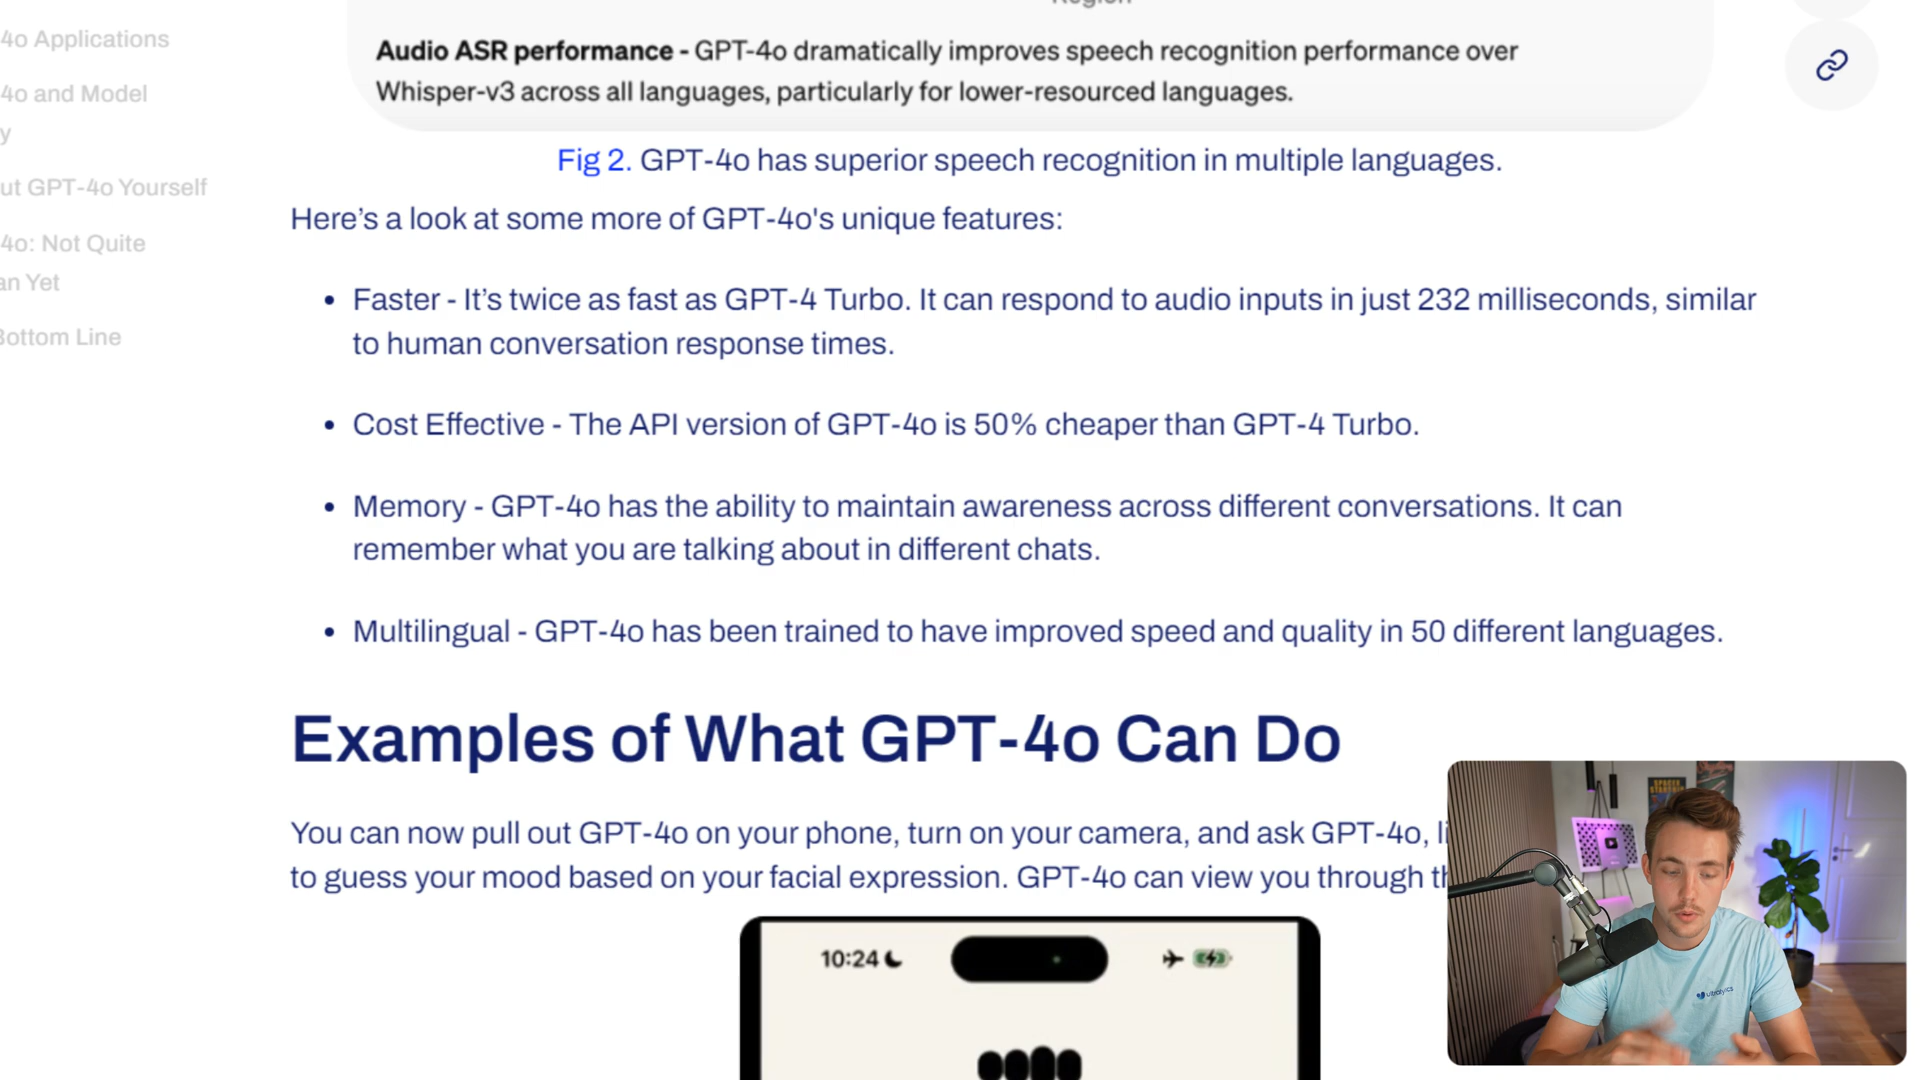 4o Applications
4o and Model
y
ut GPT-4o Yourself
4o: Not Quite
an Yet
Bottom Line
Region
Audio ASR performance - GPT-4o dramatically improves speech recognition performance over
Whisper-v3 across all languages, particularly for lower-resourced languages.
Fig 2. GPT-4o has superior speech recognition in multiple languages.
Here’s a look at some more of GPT-4o's unique features:
• Faster - It’s twice as fast as GPT-4 Turbo. It can respond to audio inputs in just 232 milliseconds, similar
to human conversation response times.
• Cost Effective - The API version of GPT-4o is 50% cheaper than GPT-4 Turbo.
• Memory - GPT-4o has the ability to maintain awareness across different conversations. It can
remember what you are talking about in different chats.
• Multilingual - GPT-4o has been trained to have improved speed and quality in 50 different languages.
Examples of What GPT-4o Can Do
You can now pull out GPT-4o on your phone, turn on your camera, and ask GPT-4o, li
to guess your mood based on your facial expression. GPT-4o can view you through th
10:24
ultralytics